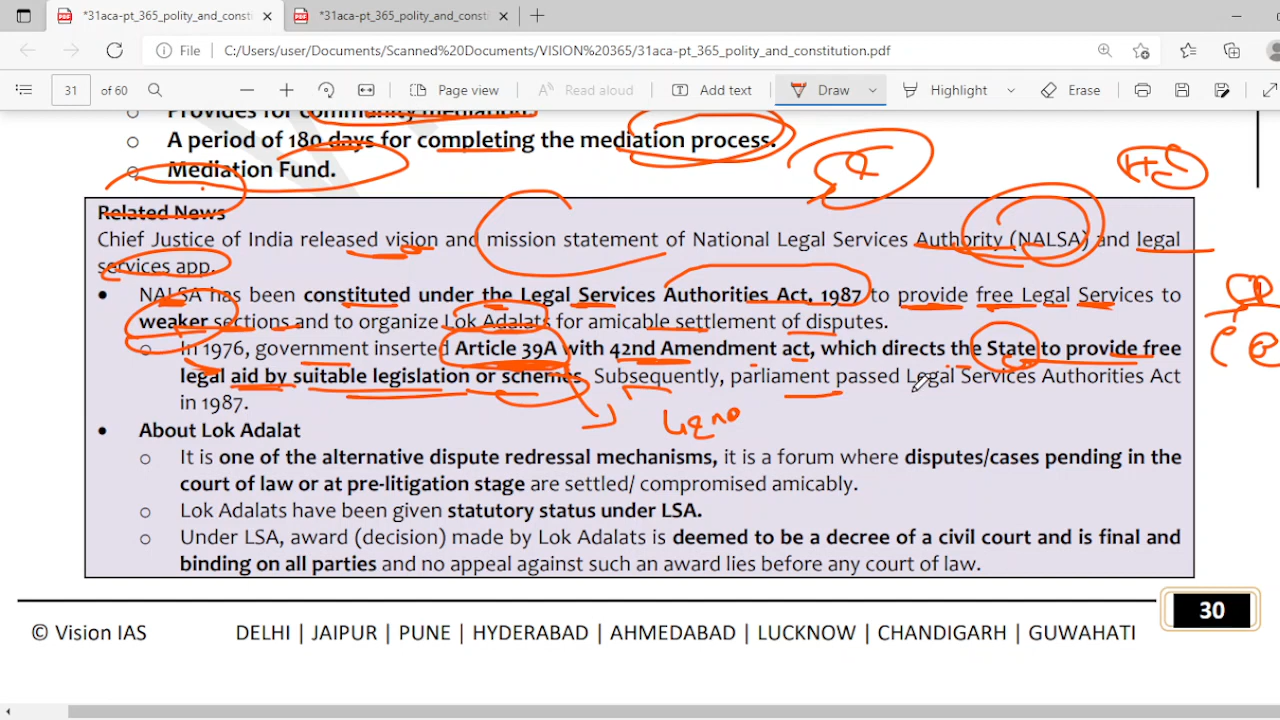 *31aca-pt_365_polity_and_consti
*31aca-pt_365_polity_and_consti
File
C:/Users/user/Documents/Scanned%20Documents/VISION%20365/31aca-pt_365_polity_and_constitution.pdf
31 of 60
Page view
Read aloud
Add text
Draw
Highlight
Erase
Provides for community mediation.
A period of 180 days for completing the mediation process.
Mediation Fund.
Related News
Chief Justice of India released vision and mission statement of National Legal Services Authority (NALSA) and legal
services app.
NALSA has been constituted under the Legal Services Authorities Act, 1987 to provide free Legal Services to
weaker sections and to organize Lok Adalats for amicable settlement of disputes.
In 1976, government inserted Article 39A with 42nd Amendment act, which directs the State to provide free
legal aid by suitable legislation or schemes. Subsequently, parliament passed Legal Services Authorities Act
in 1987.
42nd
About Lok Adalat
It is one of the alternative dispute redressal mechanisms, it is a forum where disputes/cases pending in the
court of law or at pre-litigation stage are settled/ compromised amicably.
Lok Adalats have been given statutory status under LSA.
Under LSA, award (decision) made by Lok Adalats is deemed to be a decree of a civil court and is final and
binding on all parties and no appeal against such an award lies before any court of law.
© Vision IAS
DELHI | JAIPUR | PUNE | HYDERABAD | AHMEDABAD | LUCKNOW | CHANDIGARH | GUWAHATI
30